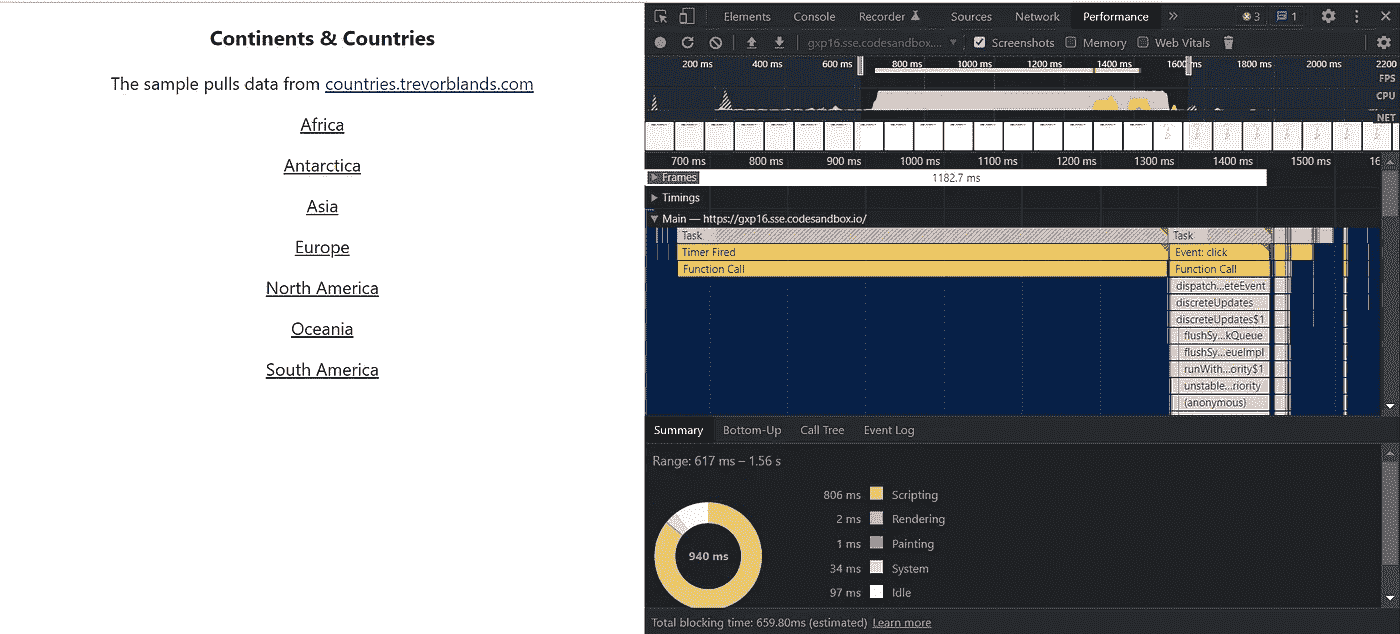 Continents & Countries
The sample pulls data from countries.trevorblands.com
Africa
Antarctica
Asia
Europe
North America
Oceania
South America
Elements Console Recorder Sources Network Performance » 3 1
gxp16.sse.codesandbox.... Screenshots Memory Web Vitals
200 ms 400 ms 600 ms 800 ms 1000 ms 1200 ms 1400 ms 1600 ms 1800 ms 2000 ms 2200
FPS
CPU
NET
700 ms 800 ms 900 ms 1000 ms 1100 ms 1200 ms 1300 ms 1400 ms 1500 ms 16
Frames 1182.7 ms
Timings
Main — https://gxp16.sse.codesandbox.io/
Task Task
Timer Fired Event: click
Function Call Function Call
dispatch...eteEvent
discreteUpdates
discreteUpdates$1
flushSy...kQueue
flushSy...eueImpl
runWith...ority$1
unstable...riority
(anonymous)
Summary Bottom-Up Call Tree Event Log
Range: 617 ms – 1.56 s
806 ms Scripting
2 ms Rendering
940 ms
1 ms Painting
34 ms System
97 ms Idle
Total blocking time: 659.80ms (estimated) Learn more